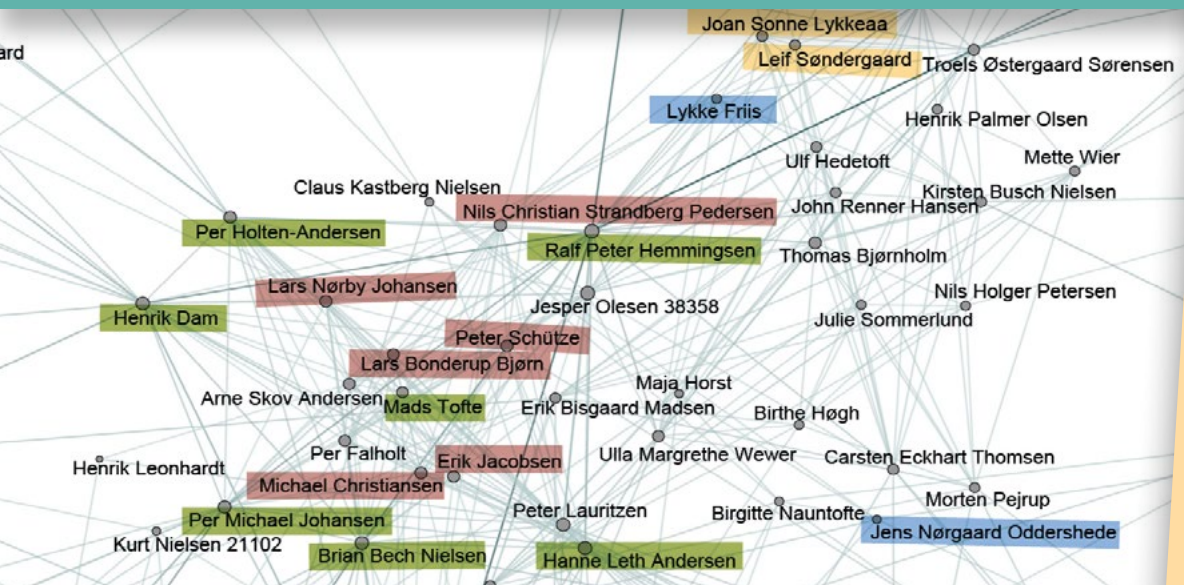 Joan Sonne Lykkeaa
ard
Leif Søndergaard
Troels Østergaard Sørensen
Lykke Friis
Henrik Palmer Olsen
Ulf Hedetoft
Mette Wier
Claus Kastberg Nielsen
Kirsten Busch Nielsen
Nils Christian Strandberg Pedersen
John Renner Hansen
Per Holten-Andersen
Ralf Peter Hemmingsen
Thomas Bjørnholm
Lars Nørby Johansen
Nils Holger Petersen
Jesper Olesen 38358
Henrik Dam
Julie Sommerlund
Peter Schütze
Lars Bonderup Bjørn
Maja Horst
Arne Skov Andersen
Mads Tofte
Erik Bisgaard Madsen
Birthe Høgh
Per Falholt
Ulla Margrethe Wewer
Carsten Eckhart Thomsen
Erik Jacobsen
Henrik Leonhardt
Michael Christiansen
Morten Pejrup
Peter Lauritzen
Birgitte Nauntofte
Per Michael Johansen
Jens Nørgaard Oddershede
Kurt Nielsen 21102
Brian Bech Nielsen
Hanne Leth Andersen